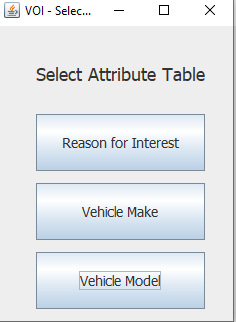 VOI - Selec...
Select Attribute Table
Reason for Interest
Vehicle Make
Vehicle Model